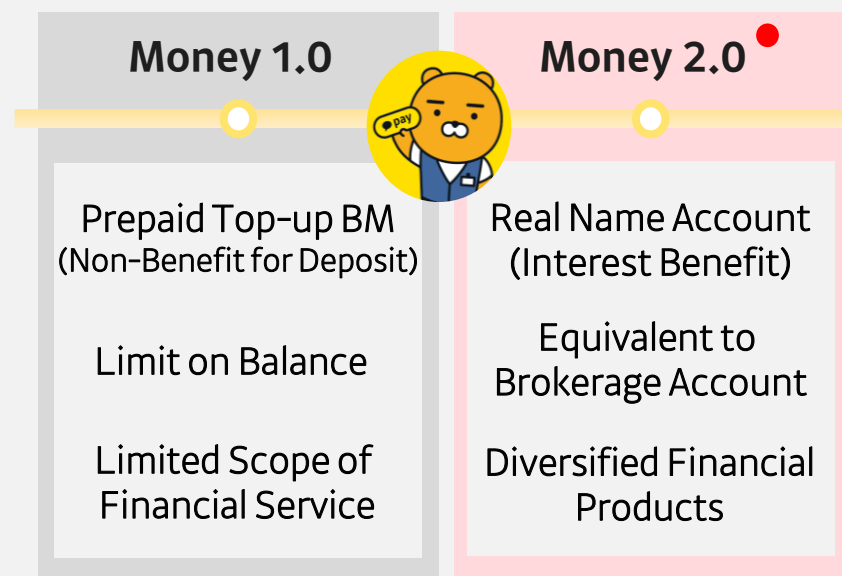 Money 1.0
Money 2.0
pay
Prepaid Top-up BM
(Non-Benefit for Deposit)
Limit on Balance
Limited Scope of
Financial Service
Real Name Account
(Interest Benefit)
Equivalent to
Brokerage Account
Diversified Financial
Products